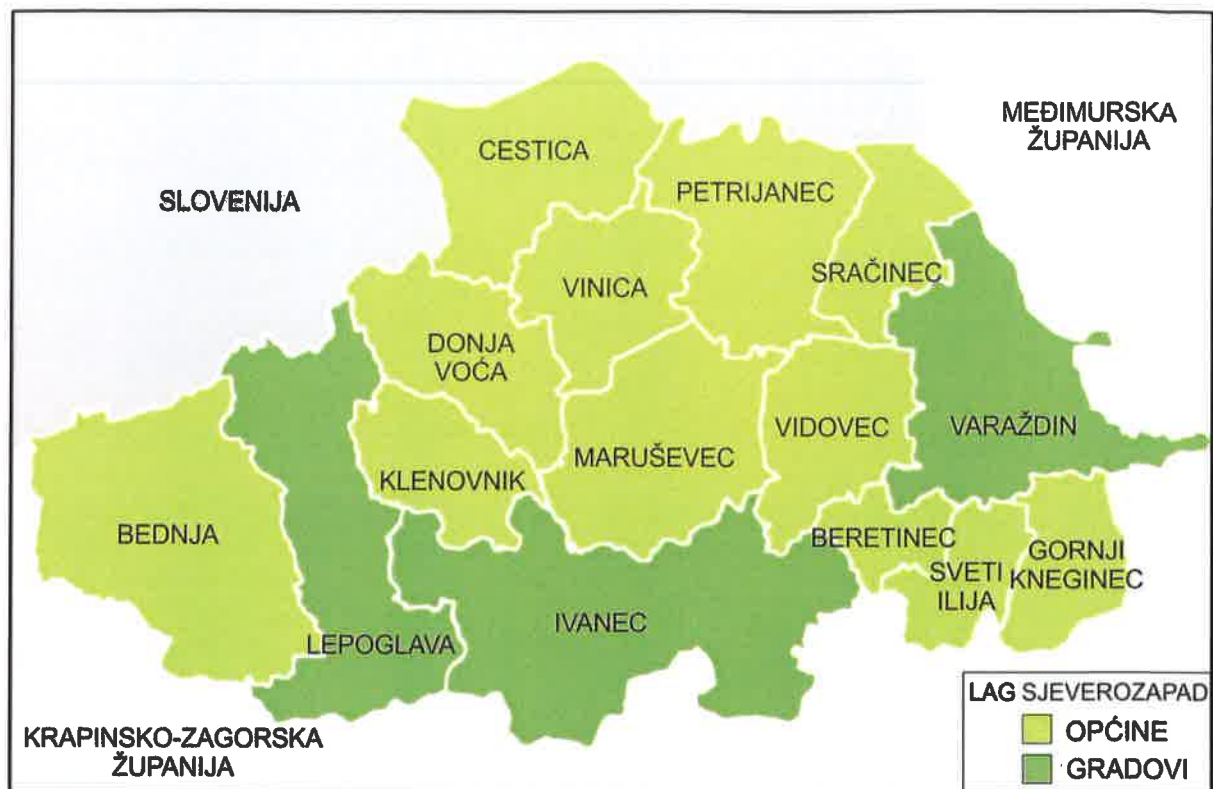 MEĐIMURSKA
ŽUPANIJA
CESTICA
PETRIJANEC
SLOVENIJA
SRAČINEC
VINICA
DONJA
VOĆA
VIDOVEC
VARAŽDIN
MARUŠEVEC
KLENOVNIK
BEDNJA
BERETINEC
GORNJI
KNEGINEC
SVETI
ILIJA
IVANEC
LEPOGLAVA
KRAPINSKO-ZAGORSKA
ŽUPANIJA
LAG SJEVEROZAPAD
OPĆINE
GRADOVI